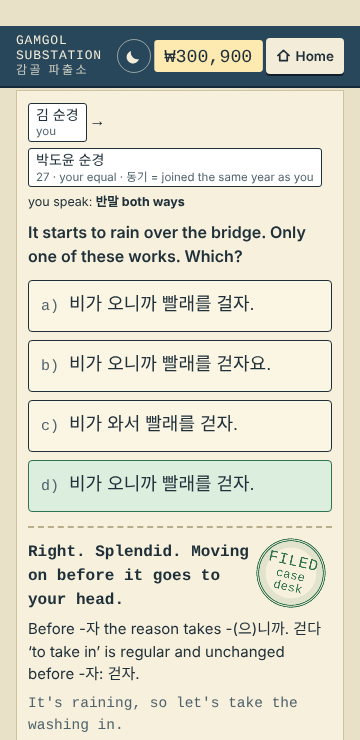 GAMGOL
SUBSTATION
감골 파출소
₩300,900
Home
김 순경
you
→
박도윤 순경
27 · your equal · 동기 = joined the same year as you
you speak: 반말 both ways
It starts to rain over the bridge. Only
one of these works. Which?
a) 비가 오니까 빨래를 걸자.
b) 비가 오니까 빨래를 걷자요.
c) 비가 와서 빨래를 걷자.
d) 비가 오니까 빨래를 걷자.
Right. Splendid. Moving
on before it goes to
your head.
FILED
case
desk
Before -자 the reason takes -(으)니까. 걷다
‘to take in’ is regular and unchanged
before -자: 걷자.
It's raining, so let's take the
washing in.